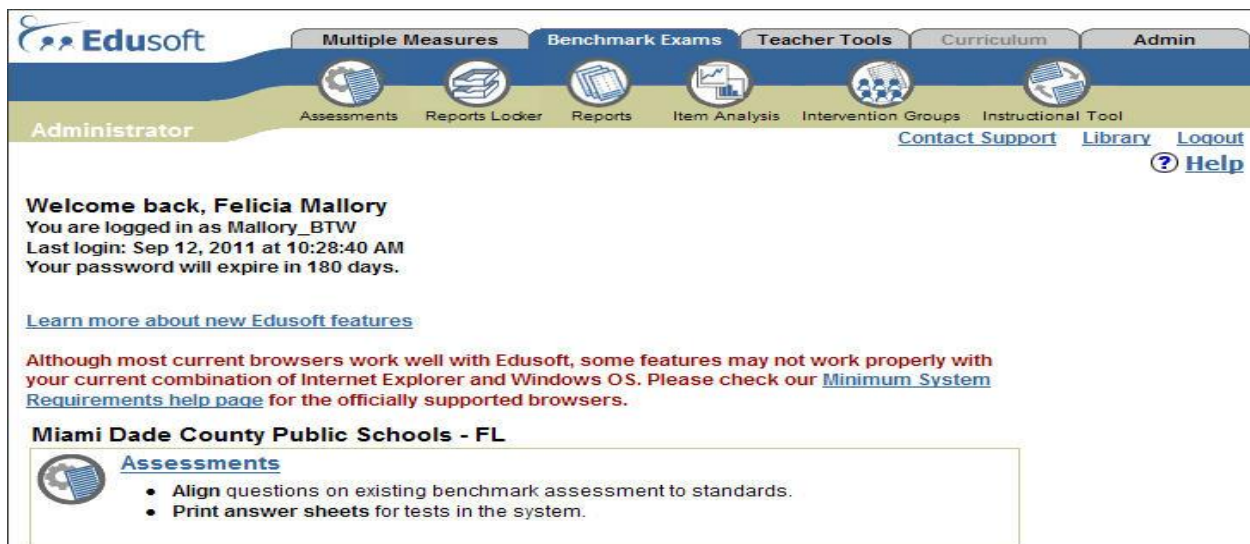 Edusoft
Multiple Measures Benchmark Exams Teacher Tools Curriculum Admin
Assessments Reports Locker Reports Item Analysis Intervention Groups Instructional Tool
Administrator
Contact Support Library Logout
? Help
Welcome back, Felicia Mallory
You are logged in as Mallory_BTW
Last login: Sep 12, 2011 at 10:28:40 AM
Your password will expire in 180 days.
Learn more about new Edusoft features
Although most current browsers work well with Edusoft, some features may not work properly with
your current combination of Internet Explorer and Windows OS. Please check our Minimum System
Requirements help page for the officially supported browsers.
Miami Dade County Public Schools - FL
Assessments
• Align questions on existing benchmark assessment to standards.
• Print answer sheets for tests in the system.